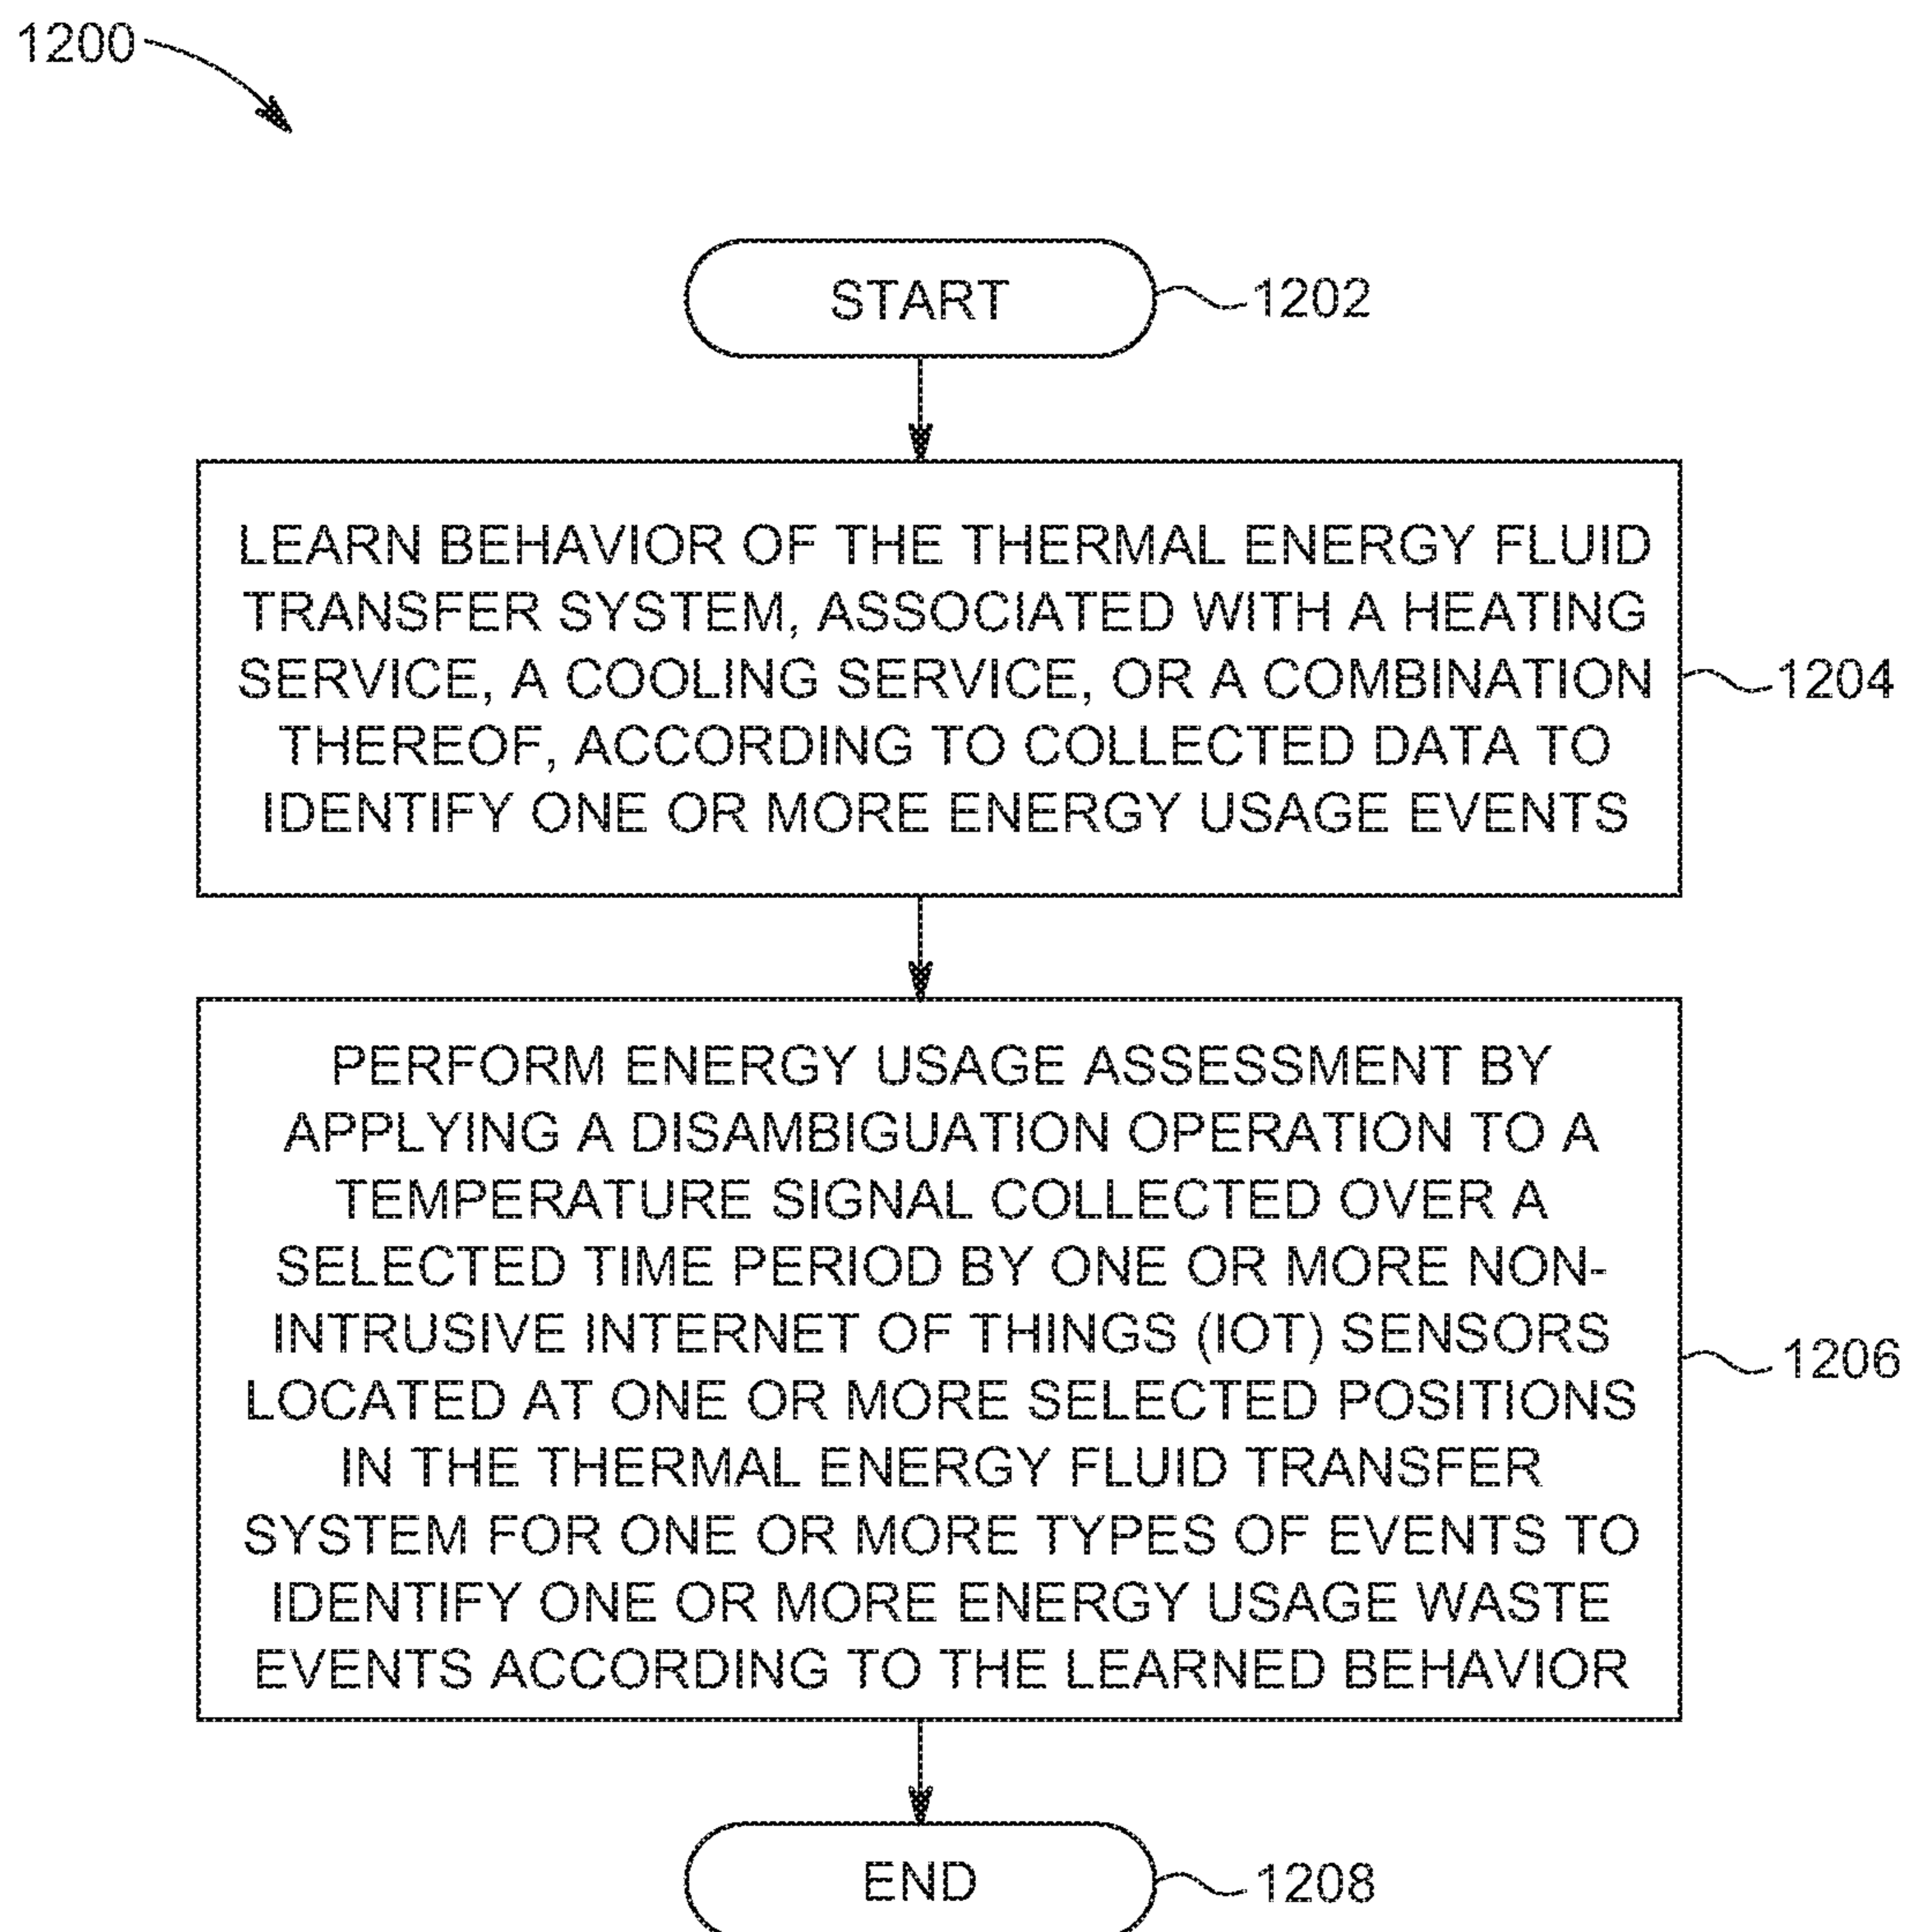 1200
START
1202
LEARN BEHAVIOR OF THE THERMAL ENERGY FLUID
TRANSFER SYSTEM, ASSOCIATED WITH A HEATING
SERVICE, A COOLING SERVICE, OR A COMBINATION
THEREOF, ACCORDING TO COLLECTED DATA TO
IDENTIFY ONE OR MORE ENERGY USAGE EVENTS
1204
PERFORM ENERGY USAGE ASSESSMENT BY
APPLYING A DISAMBIGUATION OPERATION TO A
TEMPERATURE SIGNAL COLLECTED OVER A
SELECTED TIME PERIOD BY ONE OR MORE NON-
INTRUSIVE INTERNET OF THINGS (IOT) SENSORS
LOCATED AT ONE OR MORE SELECTED POSITIONS
IN THE THERMAL ENERGY FLUID TRANSFER
SYSTEM FOR ONE OR MORE TYPES OF EVENTS TO
IDENTIFY ONE OR MORE ENERGY USAGE WASTE
EVENTS ACCORDING TO THE LEARNED BEHAVIOR
1206
END
1208